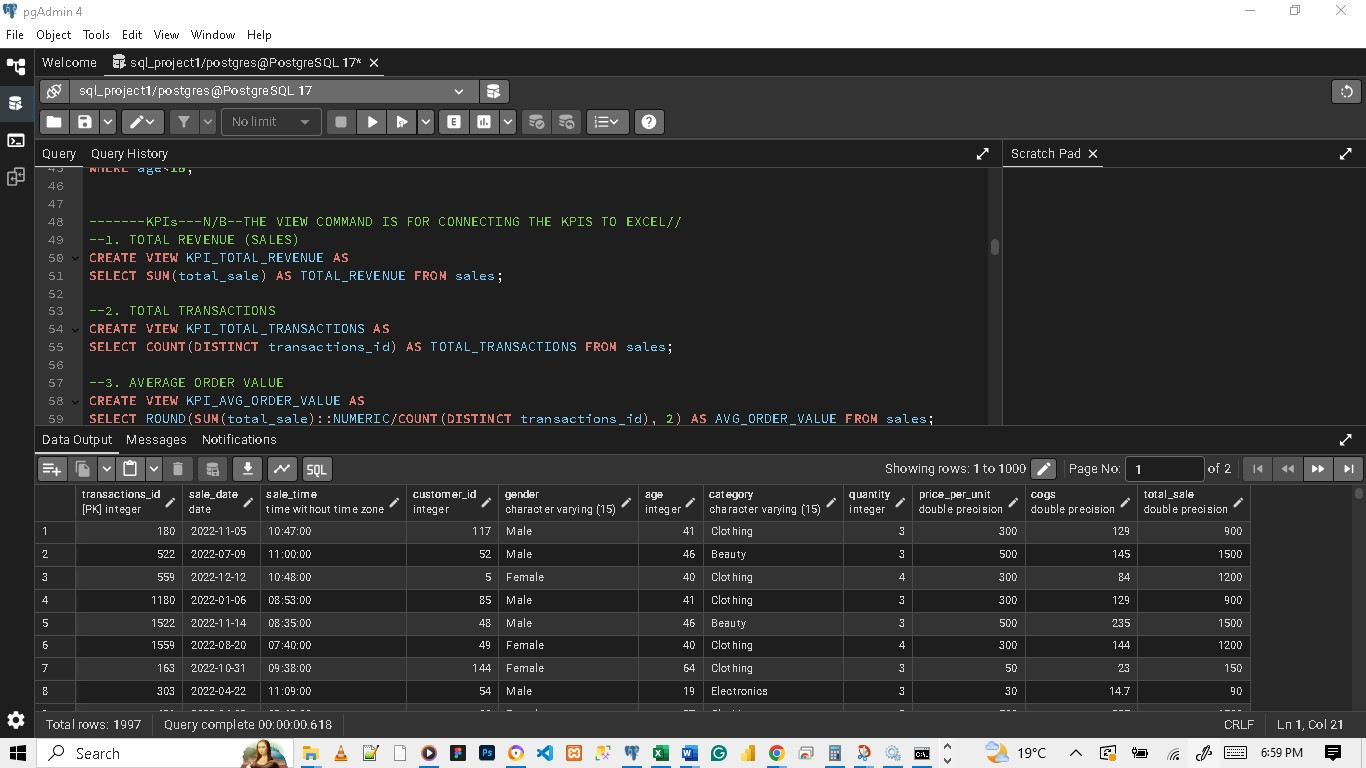 pgAdmin 4
File Object Tools Edit View Window Help
Welcome sql_project1/postgres@PostgreSQL 17*
sql_project1/postgres@PostgreSQL 17
No limit E
Query Query History Scratch Pad
45 WHERE age<18;
46
47
48 -------KPIs---N/B--THE VIEW COMMAND IS FOR CONNECTING THE KPIS TO EXCEL//
49 --1. TOTAL REVENUE (SALES)
50 CREATE VIEW KPI_TOTAL_REVENUE AS
51 SELECT SUM(total_sale) AS TOTAL_REVENUE FROM sales;
52
53 --2. TOTAL TRANSACTIONS
54 CREATE VIEW KPI_TOTAL_TRANSACTIONS AS
55 SELECT COUNT(DISTINCT transactions_id) AS TOTAL_TRANSACTIONS FROM sales;
56
57 --3. AVERAGE ORDER VALUE
58 CREATE VIEW KPI_AVG_ORDER_VALUE AS
59 SELECT ROUND(SUM(total_sale)::NUMERIC/COUNT(DISTINCT transactions_id), 2) AS AVG_ORDER_VALUE FROM sales;
Data Output Messages Notifications
SQL Showing rows: 1 to 1000 Page No: 1 of 2
transactions_id sale_date sale_time customer_id gender age category quantity price_per_unit cogs total_sale
[PK] integer date time without time zone integer character varying (15) integer character varying (15) integer double precision double precision double precision
1 180 2022-11-05 10:47:00 117 Male 41 Clothing 3 300 129 900
2 522 2022-07-09 11:00:00 52 Male 46 Beauty 3 500 145 1500
3 559 2022-12-12 10:48:00 5 Female 40 Clothing 4 300 84 1200
4 1180 2022-01-06 08:53:00 85 Male 41 Clothing 3 300 129 900
5 1522 2022-11-14 08:35:00 48 Male 46 Beauty 3 500 235 1500
6 1559 2022-08-20 07:40:00 49 Female 40 Clothing 4 300 144 1200
7 163 2022-10-31 09:38:00 144 Female 64 Clothing 3 50 23 150
8 303 2022-04-22 11:09:00 54 Male 19 Electronics 3 30 14.7 90
Total rows: 1997 Query complete 00:00:00.618 CRLF Ln 1, Col 21
Search 19°C 6:59 PM